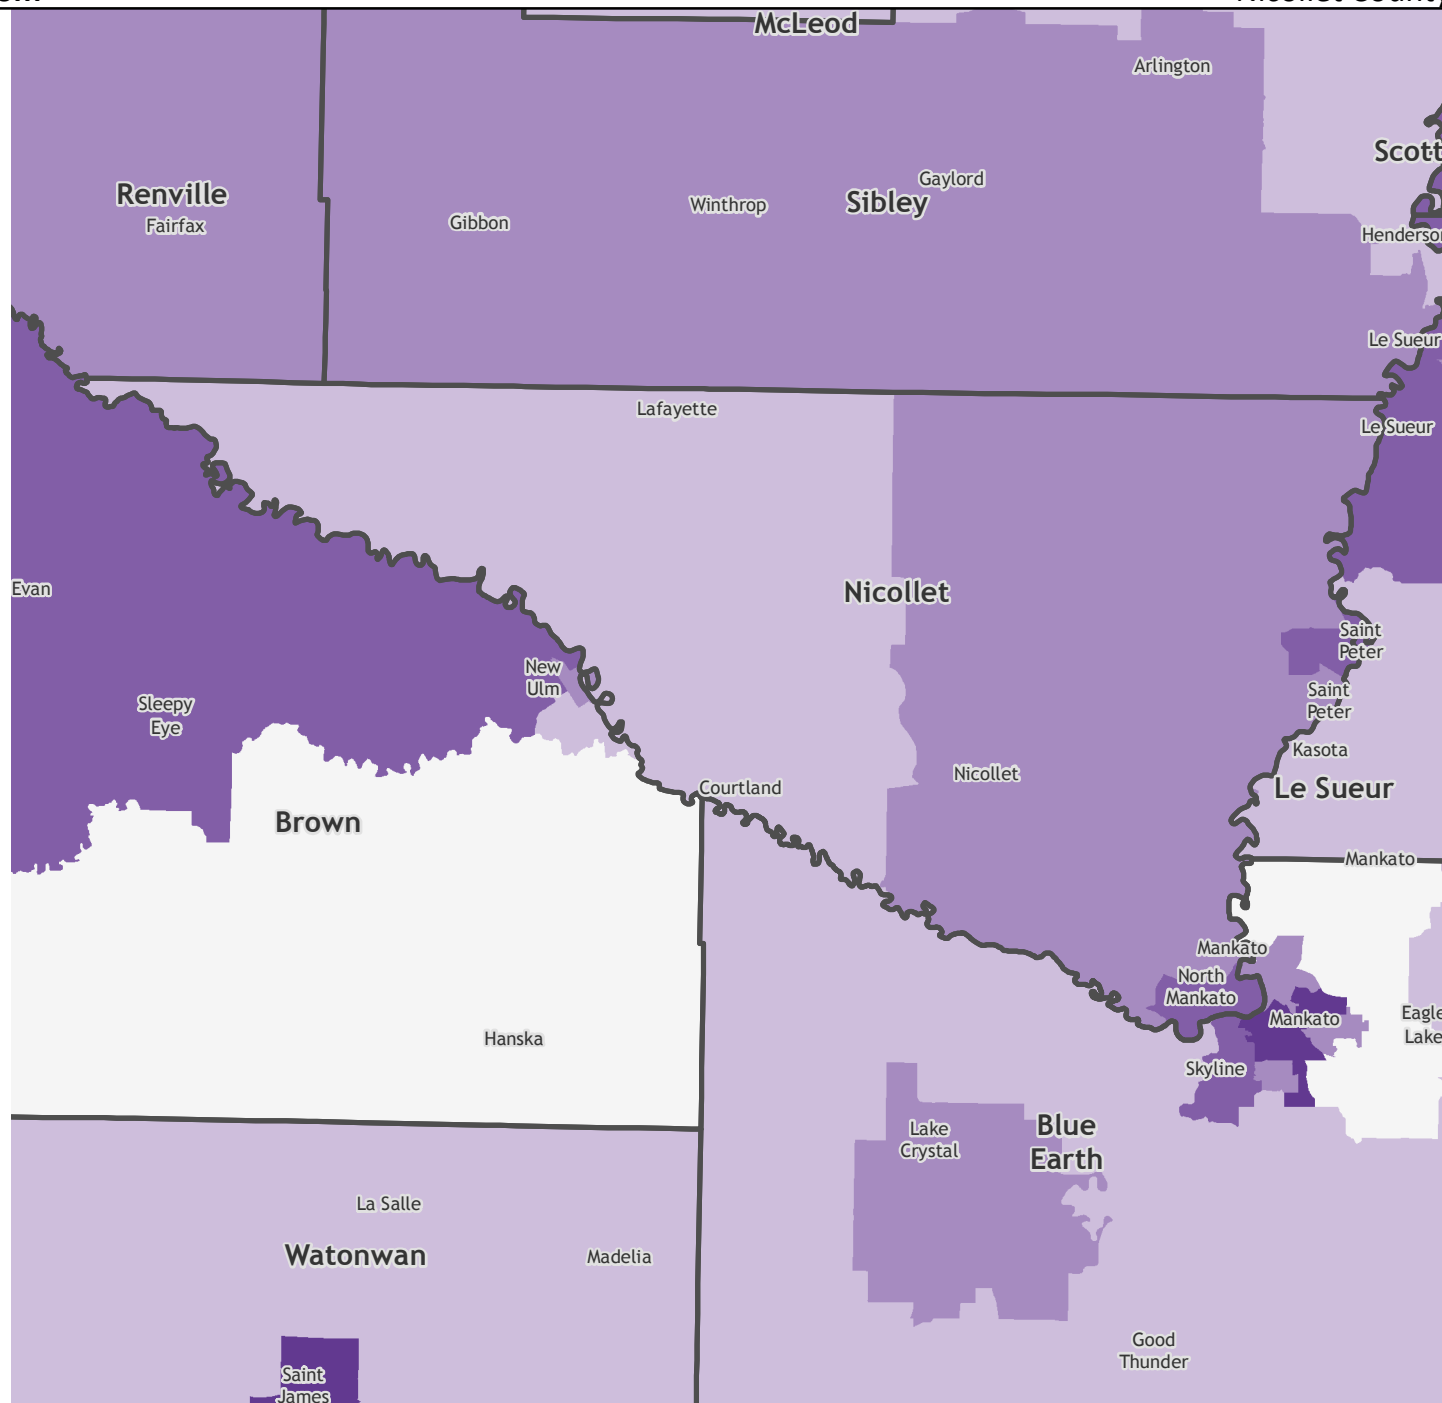 McLeod
Arlington
Scott
Renville
Fairfax
Gibbon
Winthrop
Gaylord
Sibley
Henderso
Le Sueur
Lafayette
Le Sueur
Evan
Nicollet
Saint
Peter
New
Ulm
Sleepy
Eye
Saint
Peter
Kasota
Nicollet
Courtland
Le Sueur
Brown
Mankato
Mankato
North
Mankato
Mankato
Eagle
Lake
Hanska
Skyline
Lake
Crystal
Blue
Earth
La Salle
Watonwan
Madelia
Good
Thunder
Saint
James